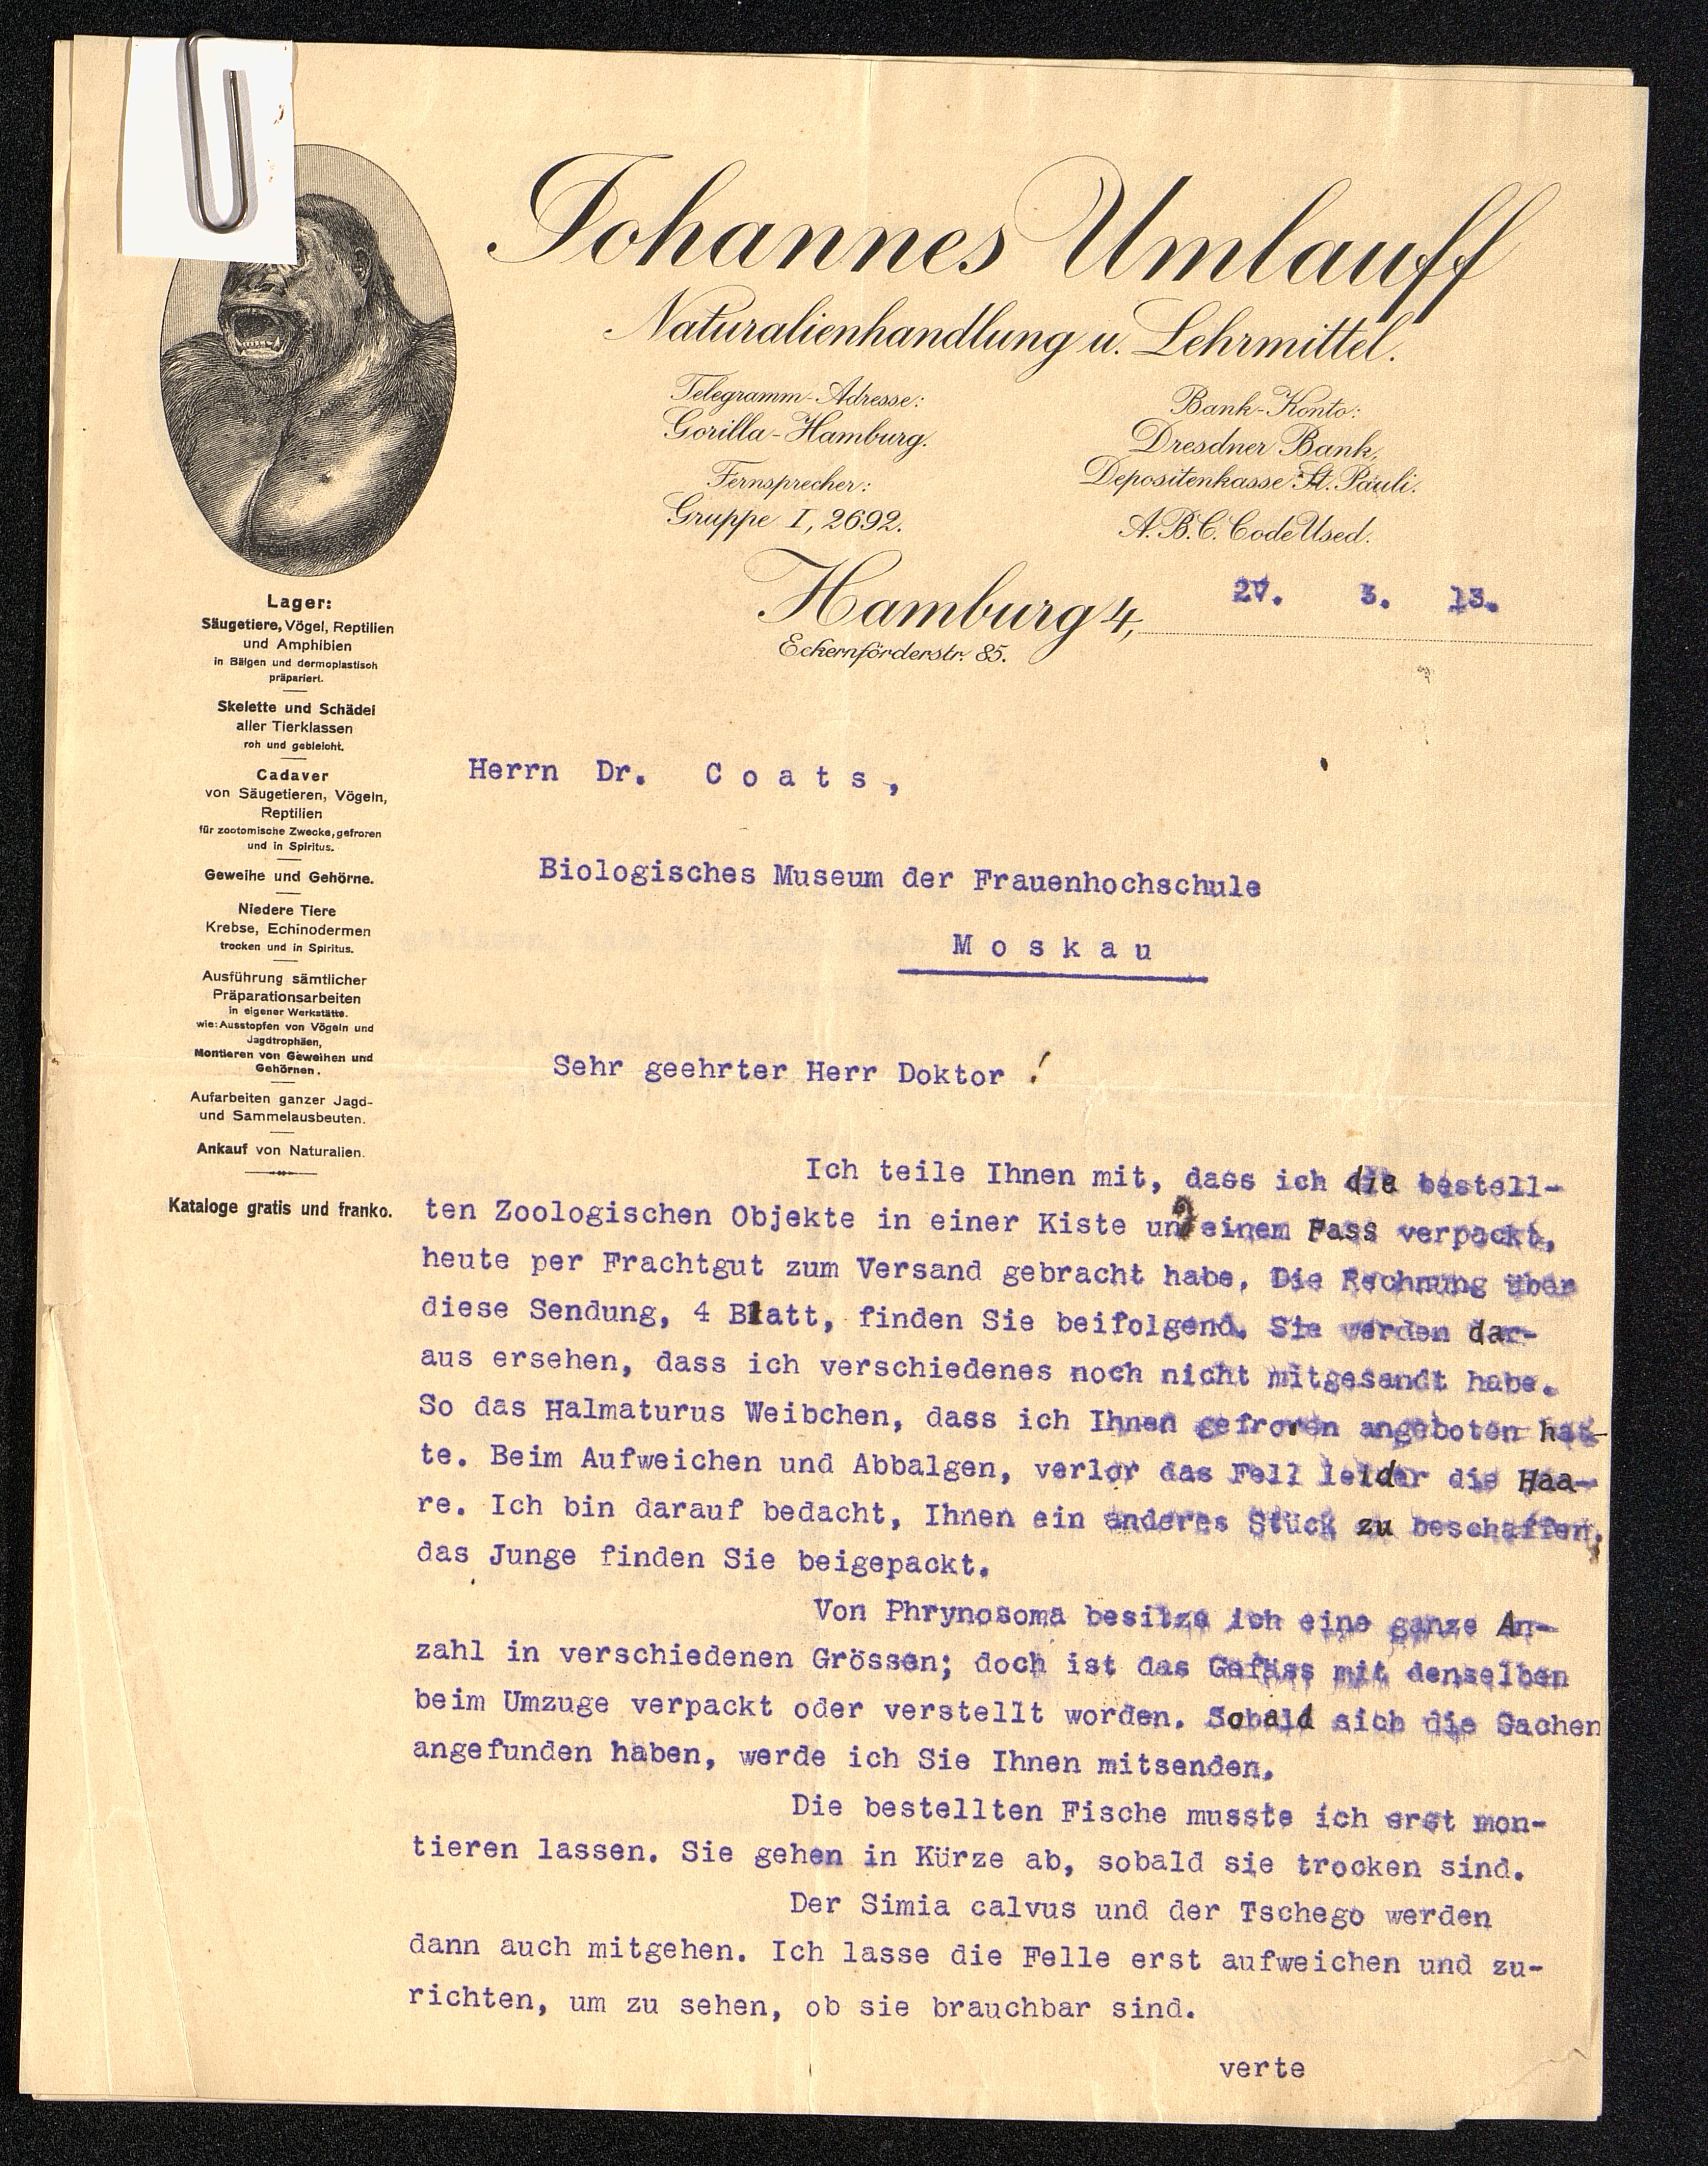 Johannes Umlauff
Naturalienhandlung u. Lehrmittel.
Telegramm-Adresse:
Gorilla-Hamburg.
Fernsprecher:
Gruppe I, 2692.
Bank-Konto:
Dresdner Bank,
Depositenkasse St. Pauli.
A.B.C. Code Used.
Hamburg 4,
Eckernförderstr. 85.
3. 13.
Lager:
Säugetiere, Vögel, Reptilien
und Amphibien
in Bälgen und dermoplastisch
präpariert.
Skelette und Schädel
aller Tierklassen
roh und gebleicht.
Cadaver
von Säugetieren, Vögeln,
Reptilien
für zootomische Zwecke, gefroren
und in Spiritus.
Geweihe und Gehörne.
Niedere Tiere
Krebse, Echinodermen
trocken und in Spiritus.
Ausführung sämtlicher
Präparationsarbeiten
in eigener Werkstätte.
wie: Ausstopfen von Vögeln und
Jagdtrophäen,
Montieren von Geweihen und
Gehörnen.
Aufarbeiten ganzer Jagd-
und Sammelausbeuten.
Ankauf von Naturalien.
Kataloge gratis und franko.
Herrn Dr. Coats,
Biologisches Museum der Frauenhochschule
Moskau
Sehr geehrter Herr Doktor !
Ich teile Ihnen mit, dass ich die bestell-
ten Zoologischen Objekte in einer Kiste und einem Fass verpackt,
heute per Frachtgut zum Versand gebracht habe. Die Rechnung über
diese Sendung, 4 Blatt, finden Sie beifolgend. Sie werden dar-
aus ersehen, dass ich verschiedenes noch nicht mitgesandt habe.
So das Halmaturus Weibchen, dass ich Ihnen gefroren angeboten hat-
te. Beim Aufweichen und Abbalgen, verlor das Fell leider die Haa-
re. Ich bin darauf bedacht, Ihnen ein anderes Stück zu beschaffen,
das Junge finden Sie beigepackt.
Von Phrynosoma besitze ich eine ganze An-
zahl in verschiedenen Grössen; doch ist das Gefäss mit denselben
beim Umzuge verpackt oder verstellt worden. Sobald sich die Sachen
angefunden haben, werde ich Sie Ihnen mitsenden.
Die bestellten Fische musste ich erst mon-
tieren lassen. Sie gehen in Kürze ab, sobald sie trocken sind.
Der Simia calvus und der Tschego werden
dann auch mitgehen. Ich lasse die Felle erst aufweichen und zu-
richten, um zu sehen, ob sie brauchbar sind.
verte